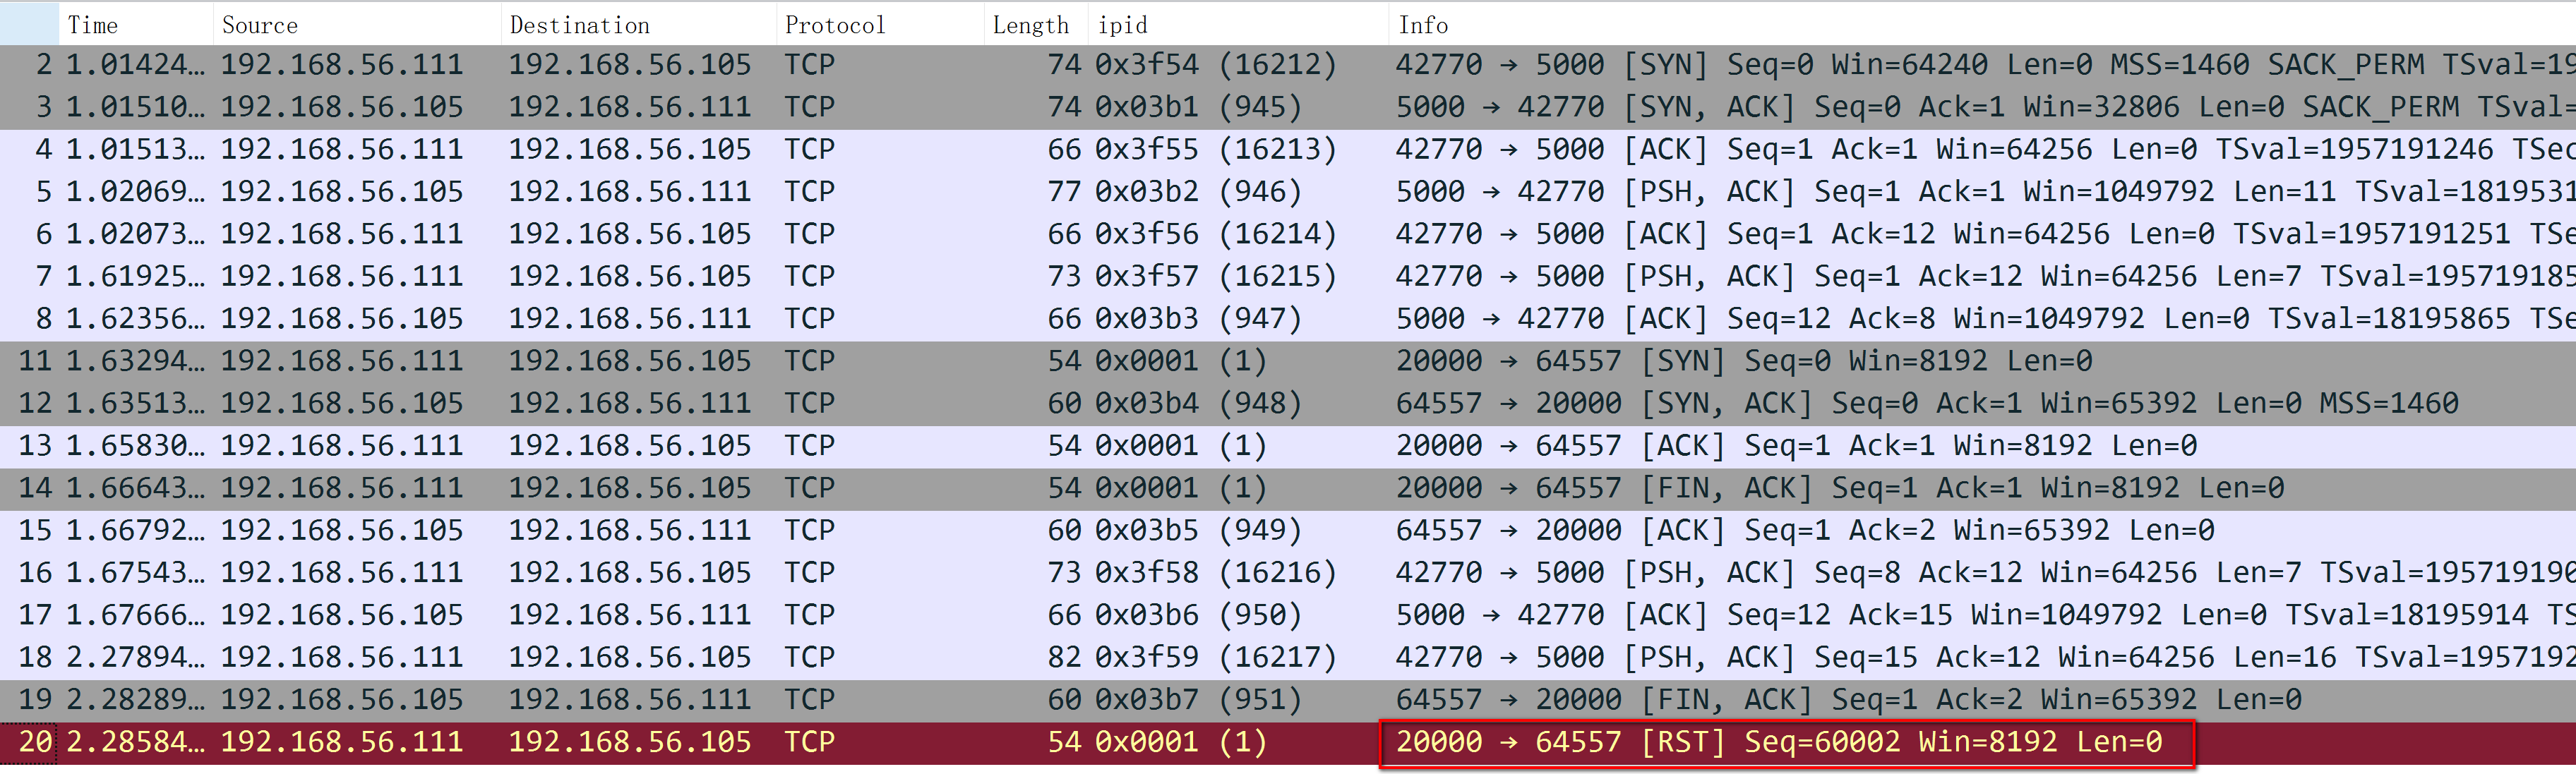 Time Source Destination Protocol Length ipid Info
2 1.01424… 192.168.56.111 192.168.56.105 TCP 74 0x3f54 (16212) 42770 → 5000 [SYN] Seq=0 Win=64240 Len=0 MSS=1460 SACK_PERM TSval=19
3 1.01510… 192.168.56.105 192.168.56.111 TCP 74 0x03b1 (945) 5000 → 42770 [SYN, ACK] Seq=0 Ack=1 Win=32806 Len=0 SACK_PERM TSval=
4 1.01513… 192.168.56.111 192.168.56.105 TCP 66 0x3f55 (16213) 42770 → 5000 [ACK] Seq=1 Ack=1 Win=64256 Len=0 TSval=1957191246 TSec
5 1.02069… 192.168.56.105 192.168.56.111 TCP 77 0x03b2 (946) 5000 → 42770 [PSH, ACK] Seq=1 Ack=1 Win=1049792 Len=11 TSval=1819531
6 1.02073… 192.168.56.111 192.168.56.105 TCP 66 0x3f56 (16214) 42770 → 5000 [ACK] Seq=1 Ack=12 Win=64256 Len=0 TSval=1957191251 TSe
7 1.61925… 192.168.56.111 192.168.56.105 TCP 73 0x3f57 (16215) 42770 → 5000 [PSH, ACK] Seq=1 Ack=12 Win=64256 Len=7 TSval=195719185
8 1.62356… 192.168.56.105 192.168.56.111 TCP 66 0x03b3 (947) 5000 → 42770 [ACK] Seq=12 Ack=8 Win=1049792 Len=0 TSval=18195865 TSe
11 1.63294… 192.168.56.111 192.168.56.105 TCP 54 0x0001 (1) 20000 → 64557 [SYN] Seq=0 Win=8192 Len=0
12 1.63513… 192.168.56.105 192.168.56.111 TCP 60 0x03b4 (948) 64557 → 20000 [SYN, ACK] Seq=0 Ack=1 Win=65392 Len=0 MSS=1460
13 1.65830… 192.168.56.111 192.168.56.105 TCP 54 0x0001 (1) 20000 → 64557 [ACK] Seq=1 Ack=1 Win=8192 Len=0
14 1.66643… 192.168.56.111 192.168.56.105 TCP 54 0x0001 (1) 20000 → 64557 [FIN, ACK] Seq=1 Ack=1 Win=8192 Len=0
15 1.66792… 192.168.56.105 192.168.56.111 TCP 60 0x03b5 (949) 64557 → 20000 [ACK] Seq=1 Ack=2 Win=65392 Len=0
16 1.67543… 192.168.56.111 192.168.56.105 TCP 73 0x3f58 (16216) 42770 → 5000 [PSH, ACK] Seq=8 Ack=12 Win=64256 Len=7 TSval=195719190
17 1.67666… 192.168.56.105 192.168.56.111 TCP 66 0x03b6 (950) 5000 → 42770 [ACK] Seq=12 Ack=15 Win=1049792 Len=0 TSval=18195914 TS
18 2.27894… 192.168.56.111 192.168.56.105 TCP 82 0x3f59 (16217) 42770 → 5000 [PSH, ACK] Seq=15 Ack=12 Win=64256 Len=16 TSval=1957192
19 2.28289… 192.168.56.105 192.168.56.111 TCP 60 0x03b7 (951) 64557 → 20000 [FIN, ACK] Seq=1 Ack=2 Win=65392 Len=0
20 2.28584… 192.168.56.111 192.168.56.105 TCP 54 0x0001 (1) 20000 → 64557 [RST] Seq=60002 Win=8192 Len=0